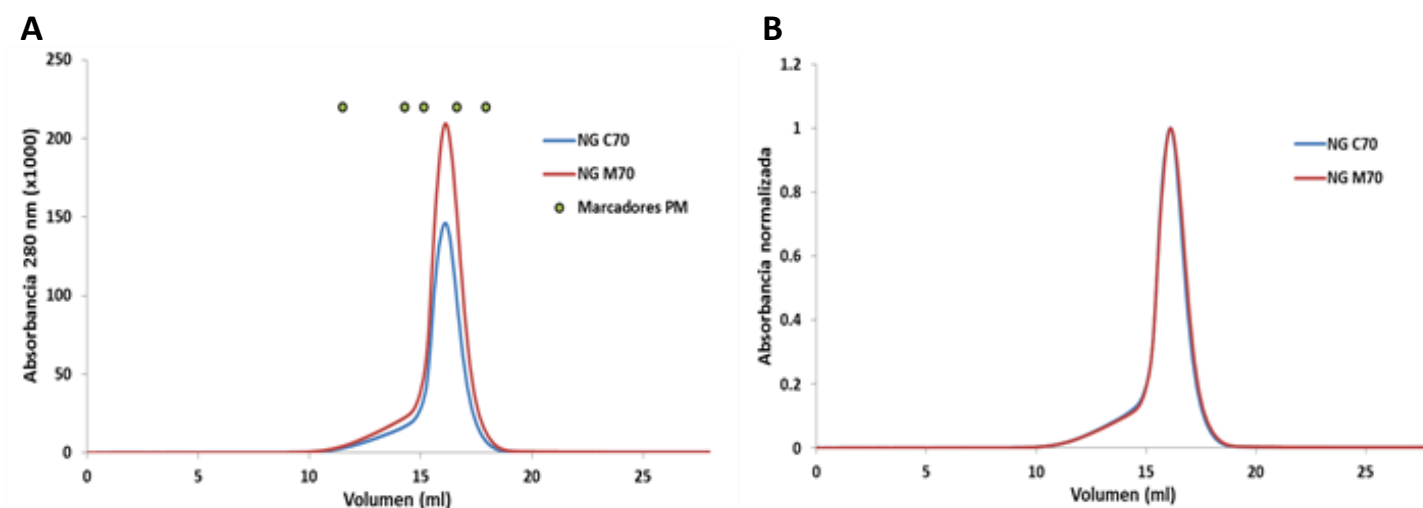 A
Absorbancia 280 nm (x1000)
250
200
150
100
50
0
0 5 10 15 20 25
Volumen (ml)
NG C70
NG M70
Marcadores PM
B
Absorbancia normalizada
1.2
1
0.8
0.6
0.4
0.2
0
0 5 10 15 20 25
Volumen (ml)
NG C70
NG M70